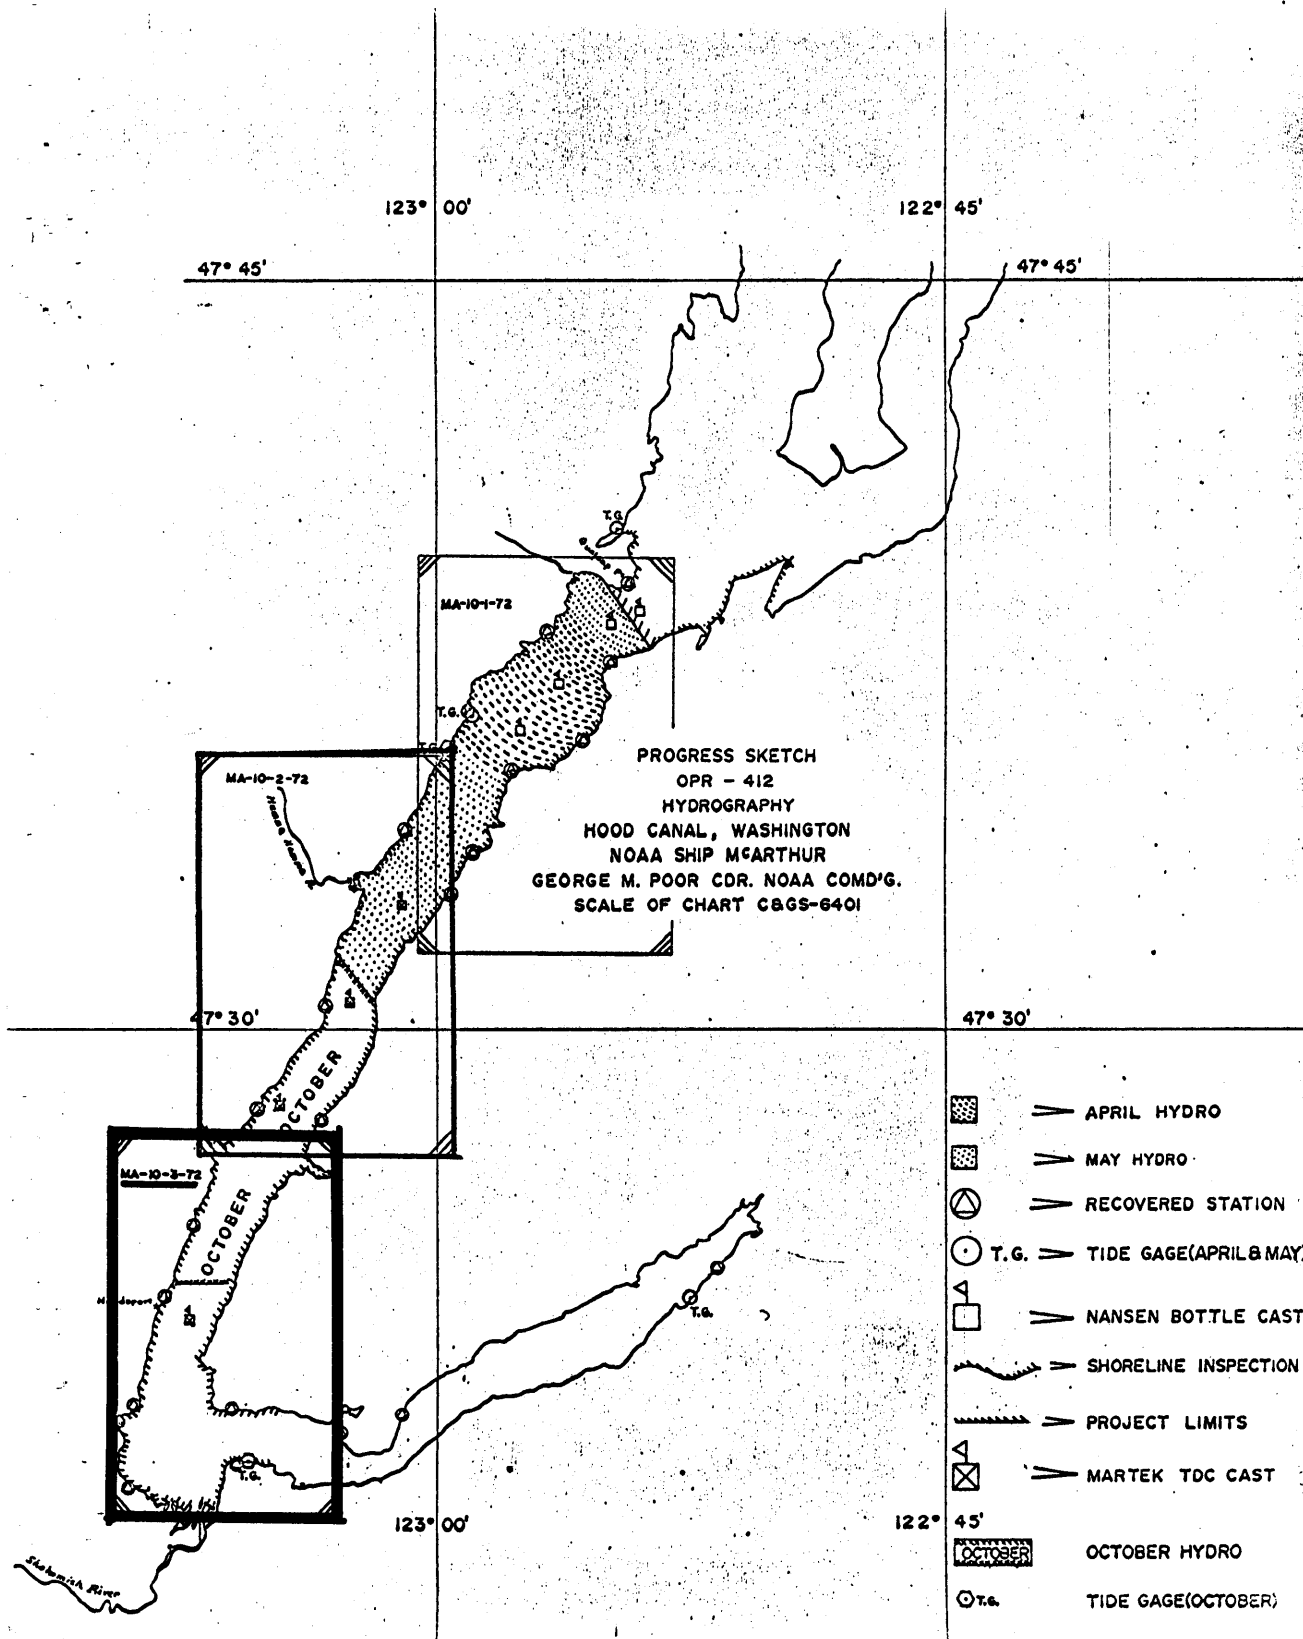 123° 00'
122° 45'
47° 45'
47° 45'
T.G.
MA-10-1-72
T.G.
T.G.
MA-10-2-72
Hamma Hamma R.
PROGRESS SKETCH
OPR - 412
HYDROGRAPHY
HOOD CANAL, WASHINGTON
NOAA SHIP McARTHUR
GEORGE M. POOR CDR. NOAA COMD'G.
SCALE OF CHART C&GS-6401
47° 30'
47° 30'
OCTOBER
MA-10-3-72
OCTOBER
T.G.
T.G.
123° 00'
122° 45'
Skokomish River
APRIL HYDRO
MAY HYDRO
RECOVERED STATION
T.G. TIDE GAGE(APRIL&MAY)
NANSEN BOTTLE CAST
SHORELINE INSPECTION
PROJECT LIMITS
MARTEK TDC CAST
OCTOBER OCTOBER HYDRO
T.G. TIDE GAGE(OCTOBER)